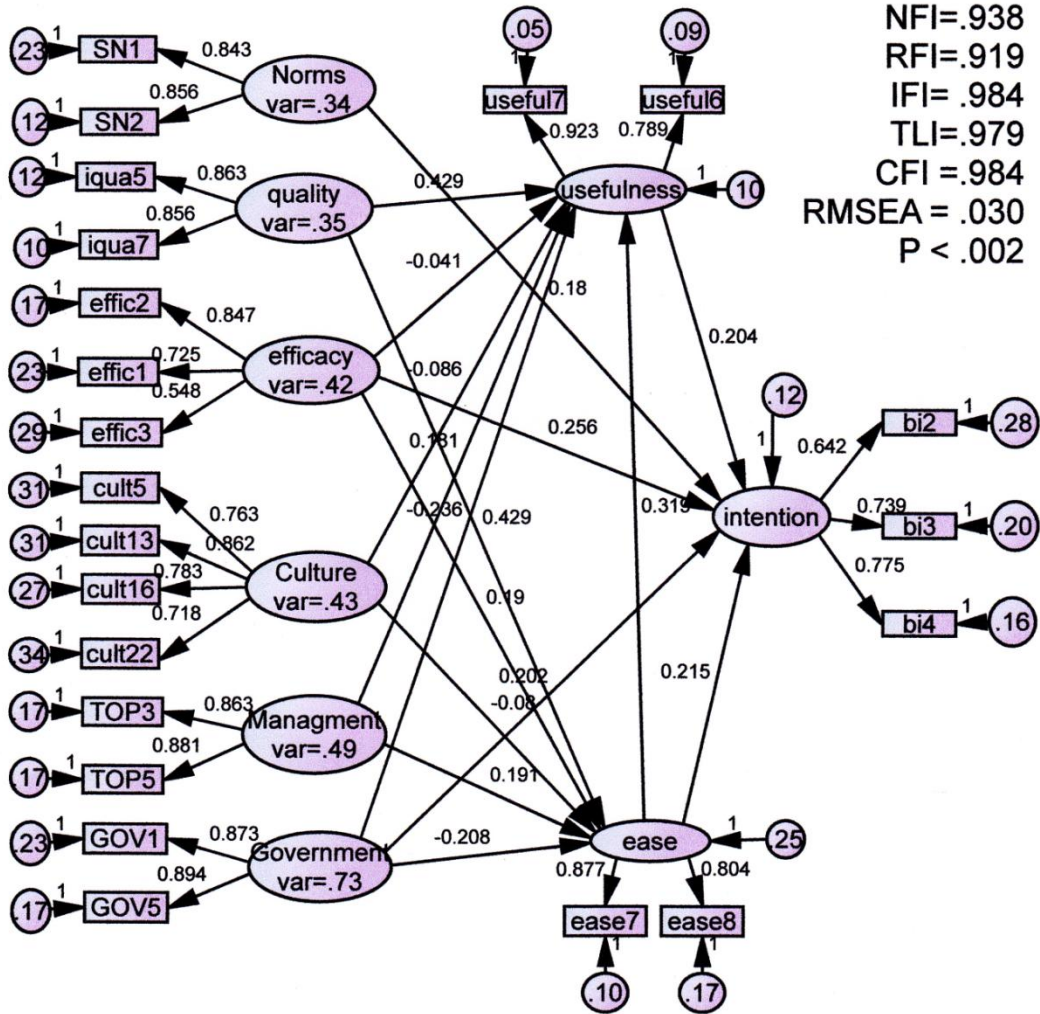 NFI=.938
RFI=.919
IFI= .984
TLI=.979
CFI =.984
RMSEA = .030
P < .002
.05
.09
1
1
useful7
useful6
0.923
0.789
usefulness
1
.10
.23
1
SN1
0.843
.12
1
SN2
0.856
Norms
var=.34
.12
1
iqua5
0.863
.10
1
iqua7
0.856
quality
var=.35
0.429
-0.041
0.18
.17
1
effic2
0.847
.23
1
effic1
0.725
.29
1
effic3
0.548
efficacy
var=.42
-0.086
0.256
0.204
.12
1
0.181
-0.236
0.429
0.319
intention
0.642
bi2
1
.28
0.739
bi3
1
.20
0.775
bi4
1
.16
.31
1
cult5
0.763
.31
1
cult13
0.862
.27
1
cult16
0.783
.34
1
cult22
0.718
Culture
var=.43
0.19
0.202
-0.08
0.215
.17
1
TOP3
0.863
.17
1
TOP5
0.881
Managment
var=.49
0.191
.23
1
GOV1
0.873
.17
1
GOV5
0.894
Government
var=.73
-0.208
ease
1
.25
0.877
0.804
ease7
ease8
1
1
.10
.17